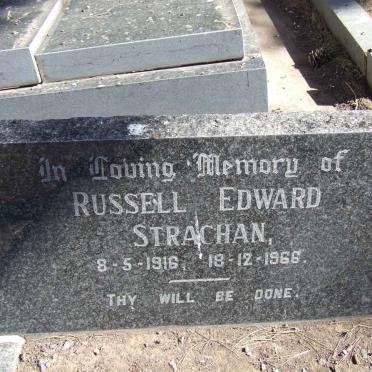 In Loving Memory of
RUSSELL EDWARD
STRACHAN,
8-5-1916, 18-12-1966.
THY WILL BE DONE.